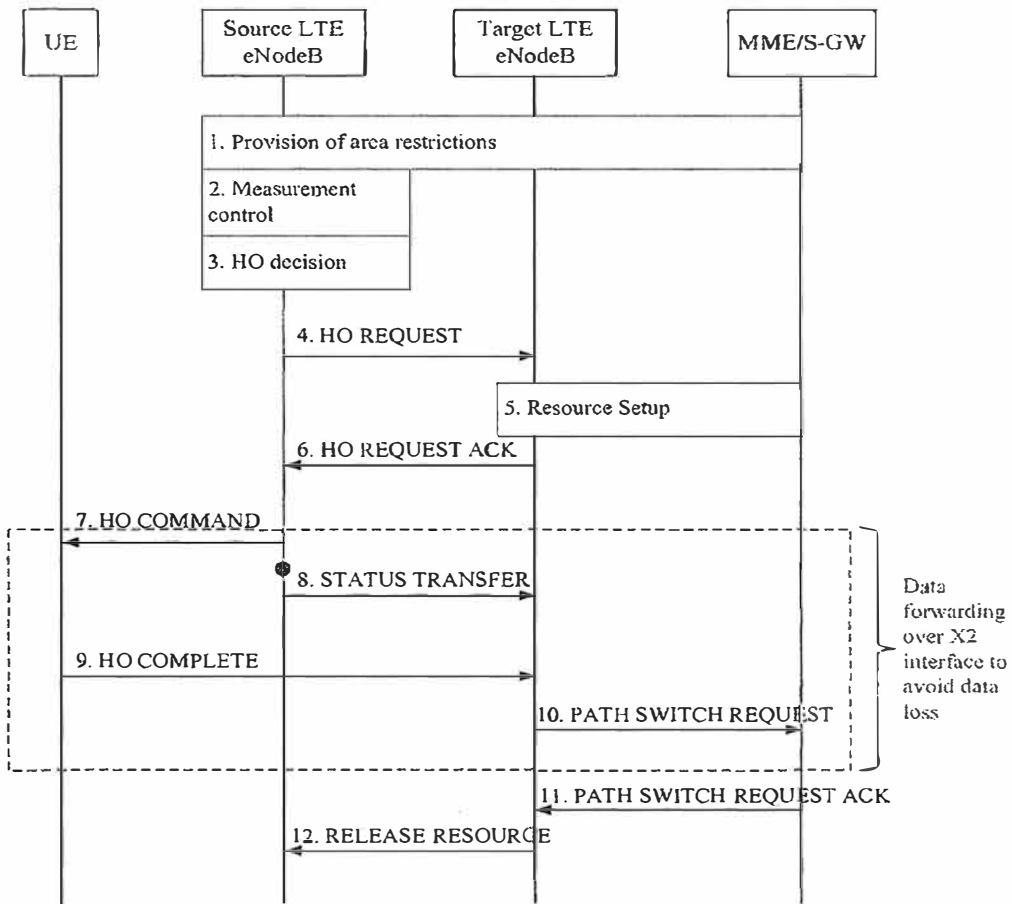 UE
Source LTE
eNodeB
Target LTE
eNodeB
MME/S-GW
1. Provision of area restrictions
2. Measurement
control
3. HO decision
4. HO REQUEST
5. Resource Setup
6. HO REQUEST ACK
7. HO COMMAND
8. STATUS TRANSFER
9. HO COMPLETE
10. PATH SWITCH REQUEST
Data
forwarding
over X2
interface to
avoid data
loss
11. PATH SWITCH REQUEST ACK
12. RELEASE RESOURCE